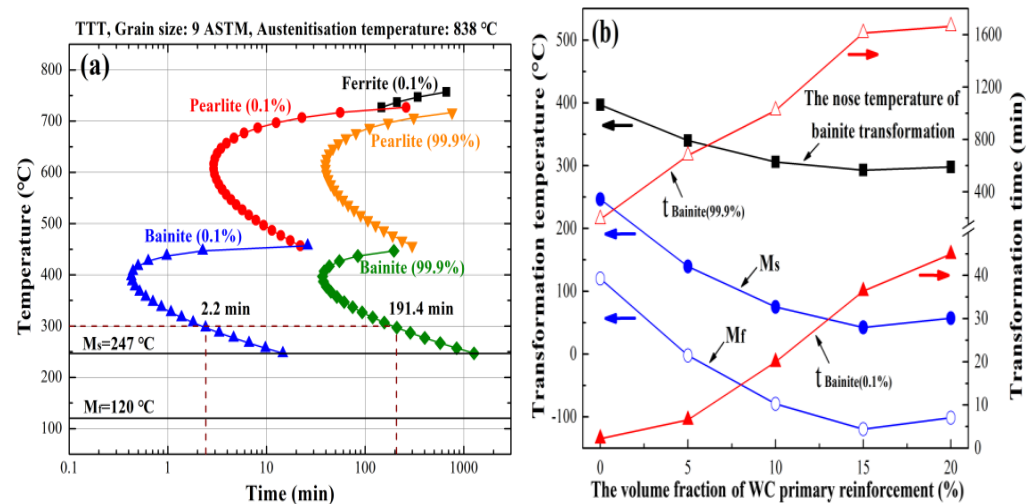 TTT, Grain size: 9 ASTM, Austenitisation temperature: 838 °C
(a)
Ferrite (0.1%)
Pearlite (0.1%)
Pearlite (99.9%)
Bainite (0.1%)
Bainite (99.9%)
2.2 min
191.4 min
Ms=247 °C
Mf=120 °C
Temperature (°C)
800
700
600
500
400
300
200
100
0.1
1
10
100
1000
Time (min)
(b)
The nose temperature of
bainite transformation
tBainite(99.9%)
Ms
Mf
tBainite(0.1%)
Transformation temperature (°C)
500
400
300
200
100
0
-100
Transformation time (min)
1600
1200
800
400
40
30
20
10
0
0
5
10
15
20
The volume fraction of WC primary reinforcement (%)